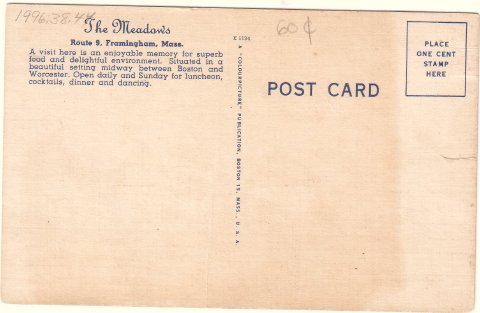 1996.38.44
The Meadows
Route 9, Framingham, Mass.
A visit here is an enjoyable memory for superb
food and delightful environment. Situated in a
beautiful setting midway between Boston and
Worcester. Open daily and Sunday for luncheon,
cocktails, dinner and dancing.
60¢
POST CARD
PLACE
ONE CENT
STAMP
HERE
A "COLOURPICTURE" PUBLICATION, BOSTON 15, MASS., U. S. A.